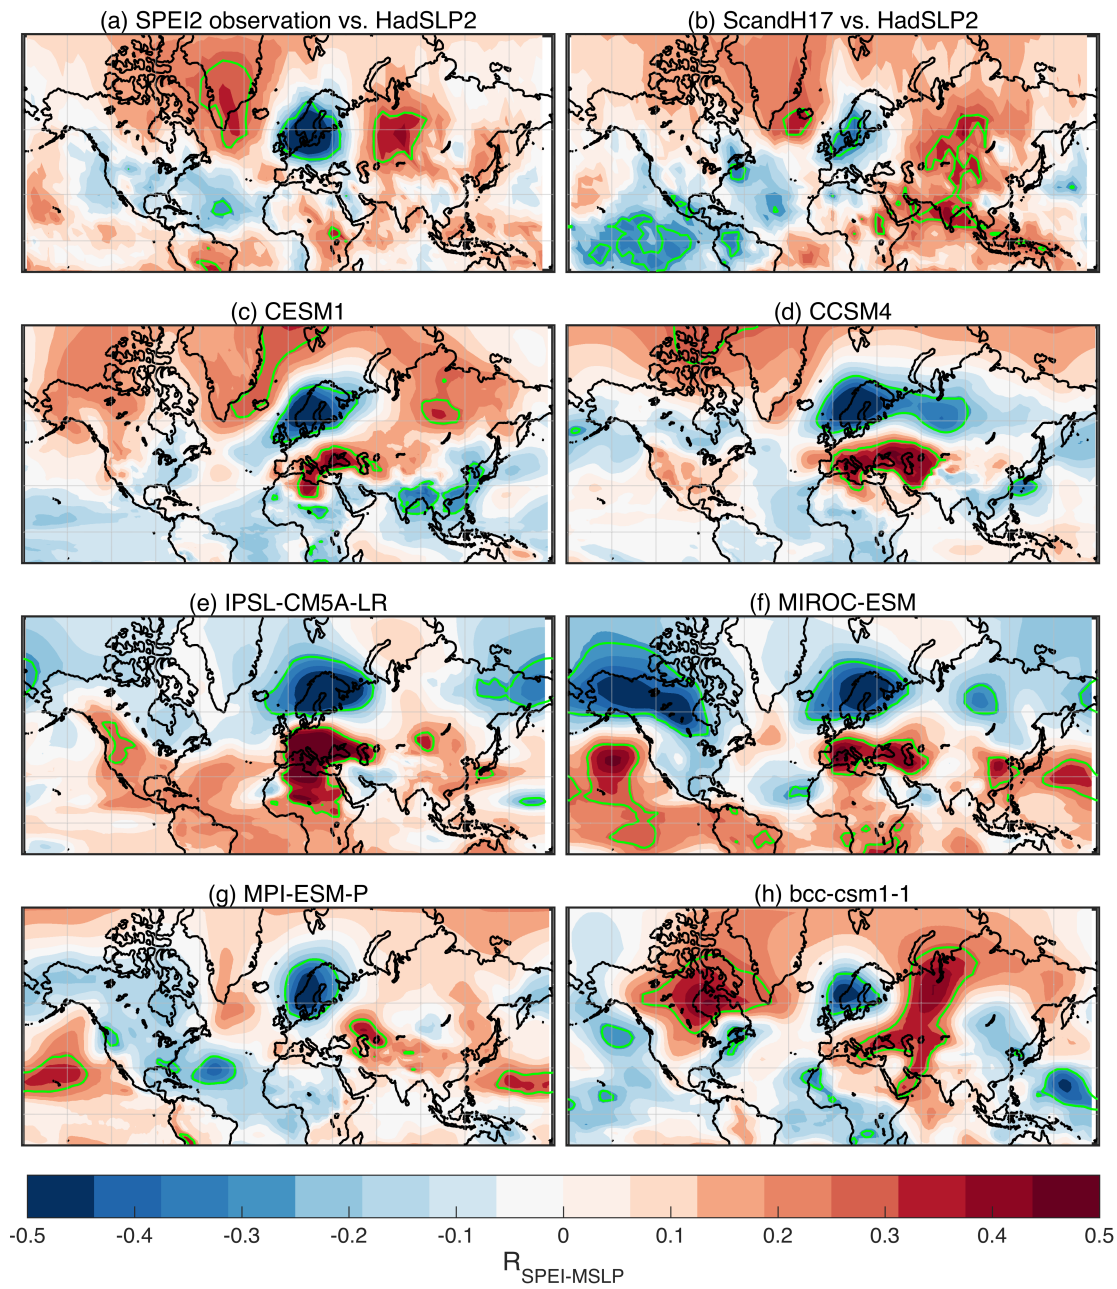 (a) SPEI2 observation vs. HadSLP2
(b) ScandH17 vs. HadSLP2
(c) CESM1
(d) CCSM4
(e) IPSL-CM5A-LR
(f) MIROC-ESM
(g) MPI-ESM-P
(h) bcc-csm1-1
-0.5 -0.4 -0.3 -0.2 -0.1 0 0.1 0.2 0.3 0.4 0.5
R SPEI-MSLP